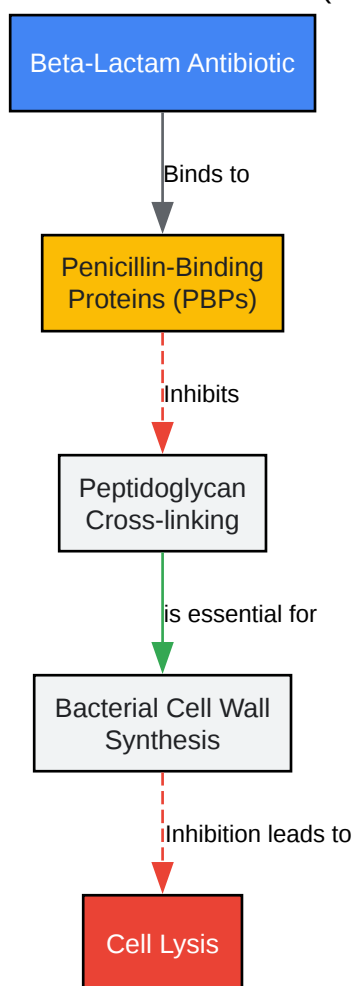 (
Beta-Lactam Antibiotic
Binds to
Penicillin-Binding
Proteins (PBPs)
Inhibits
Peptidoglycan
Cross-linking
is essential for
Bacterial Cell Wall
Synthesis
Inhibition leads to
Cell Lysis